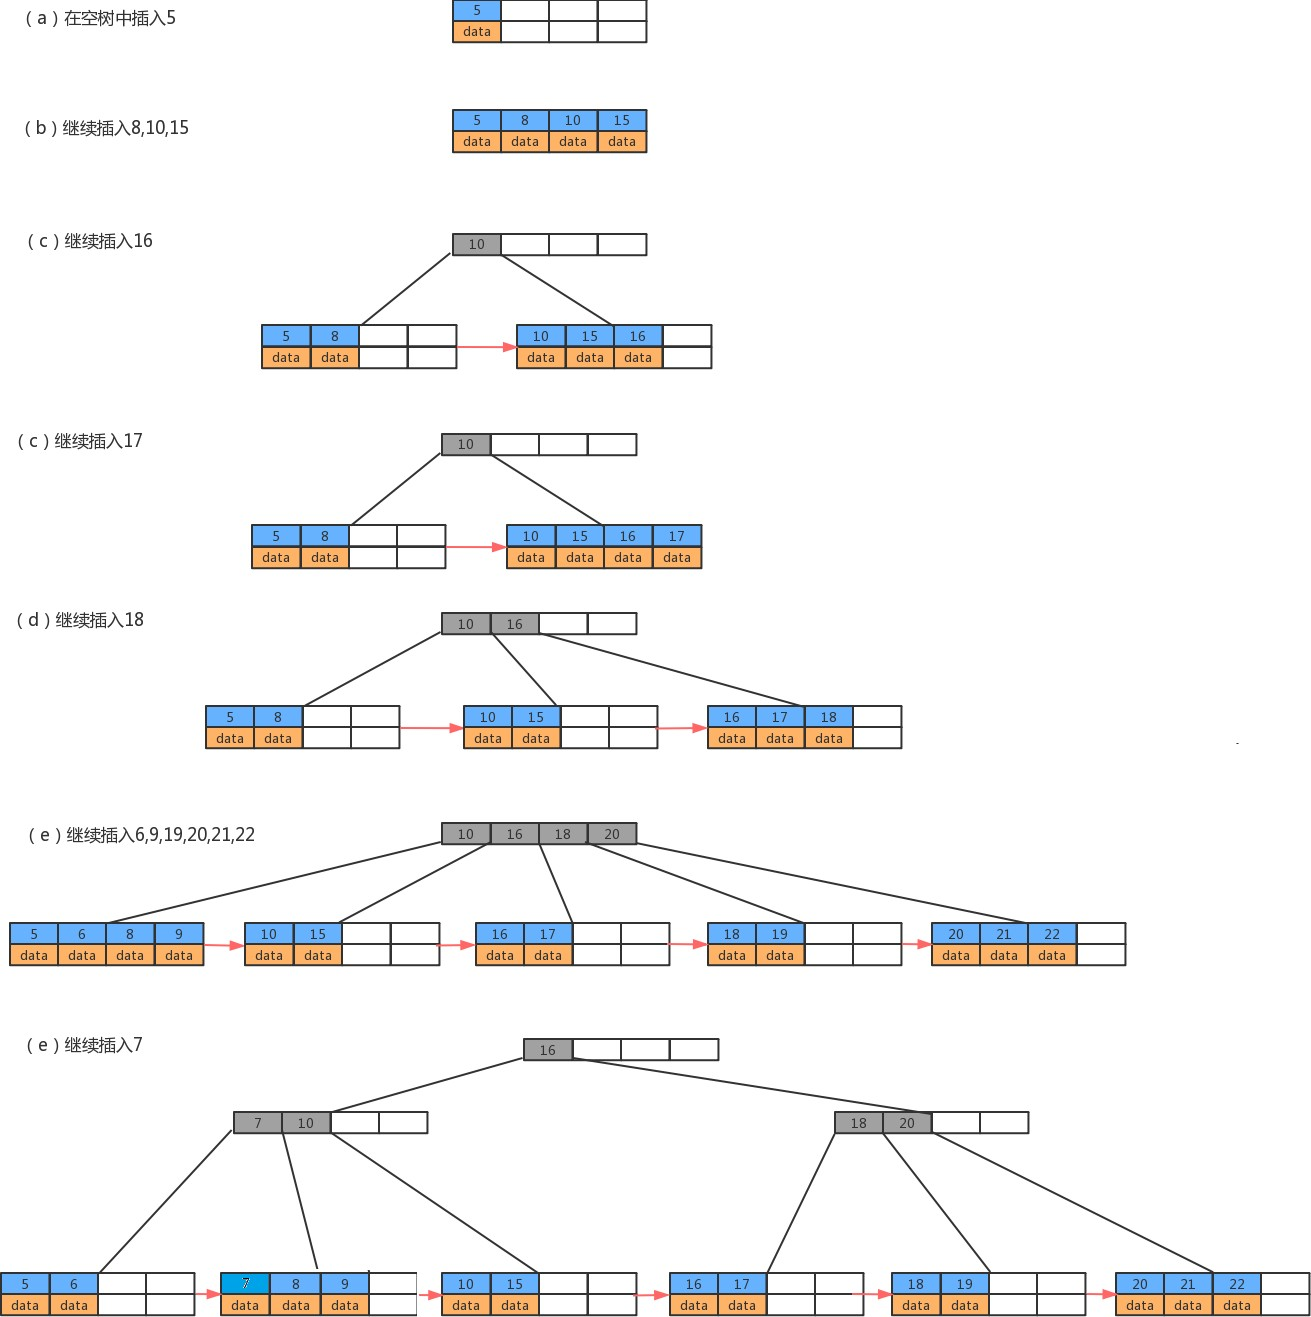 （a）在空树中插入5
5
data
（b）继续插入8,10,15
5 8 10 15
data data data data
（c）继续插入16
10
5 8 10 15 16
data data data data data
（c）继续插入17
10
5 8 10 15 16 17
data data data data data data
（d）继续插入18
10 16
5 8 10 15 16 17 18
data data data data data data data
（e）继续插入6,9,19,20,21,22
10 16 18 20
5 6 8 9 10 15 16 17 18 19 20 21 22
data data data data data data data data data data data data data
（e）继续插入7
16
7 10 18 20
5 6 7 8 9 10 15 16 17 18 19 20 21 22
data data data data data data data data data data data data data data